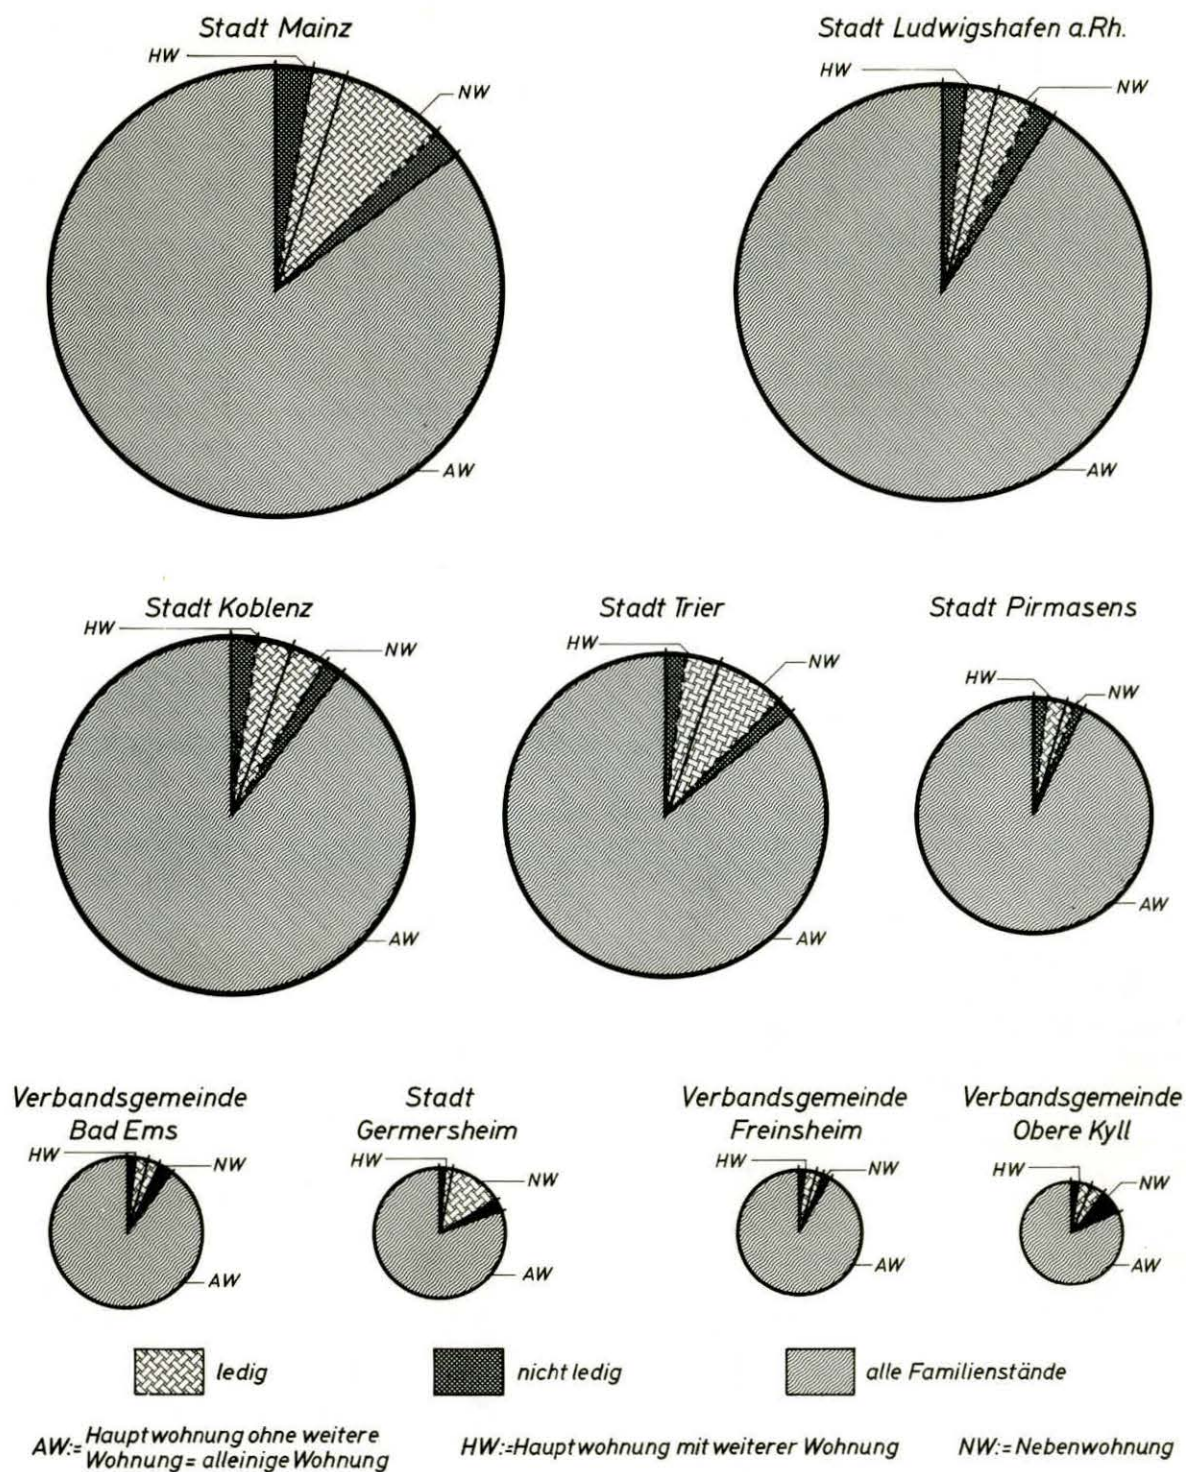 Stadt Mainz
HW
NW
AW
Stadt Ludwigshafen a.Rh.
HW
NW
AW
Stadt Koblenz
HW
NW
AW
Stadt Trier
HW
NW
AW
Stadt Pirmasens
HW
NW
AW
Verbandsgemeinde
Bad Ems
HW
NW
AW
Stadt
Germersheim
HW
NW
AW
Verbandsgemeinde
Freinsheim
HW
NW
AW
Verbandsgemeinde
Obere Kyll
HW
NW
AW
ledig
nicht ledig
alle Familienstände
AW:= Hauptwohnung ohne weitere
Wohnung = alleinige Wohnung
HW:=Hauptwohnung mit weiterer Wohnung
NW:= Nebenwohnung